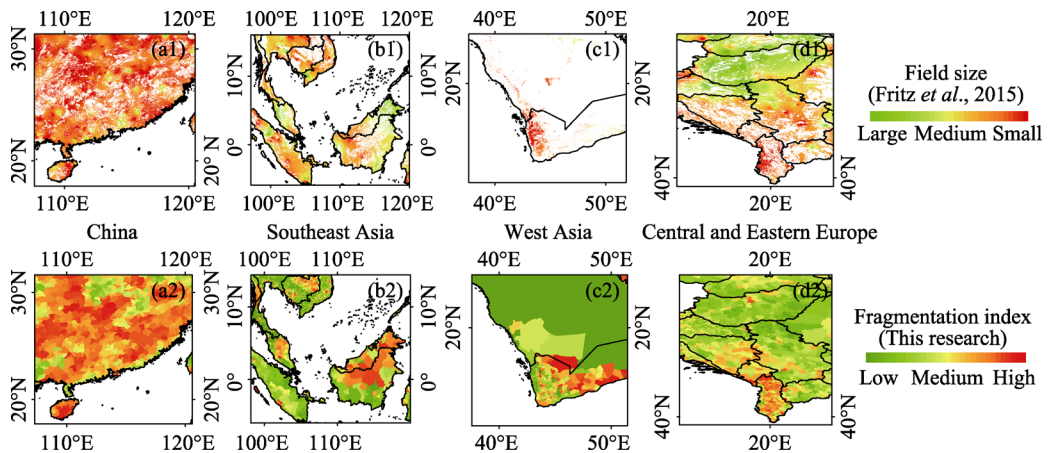 110°E 120°E 100°E 110°E 120°E 40°E 50°E 20°E
30°N (a1) 10°N (b1) 20°N (c1) (d1)
Field size
(Fritz et al., 2015)
Large Medium Small
20°N 20°N 0° 0° 20°N 40°N 40°N
110°E 120°E 100°E 110°E 120°E 40°E 50°E 20°E
China Southeast Asia West Asia Central and Eastern Europe
110°E 120°E 100°E 110°E 40°E 50°E 20°E
30°N (a2) 30°N 10°N (b2) 10°N (c2) (d2)
Fragmentation index
(This research)
Low Medium High
20°N 20°N 0° 0° 20°N 40°N 40°N
110°E 120°E 100°E 110°E 120°E 40°E 50°E 20°E